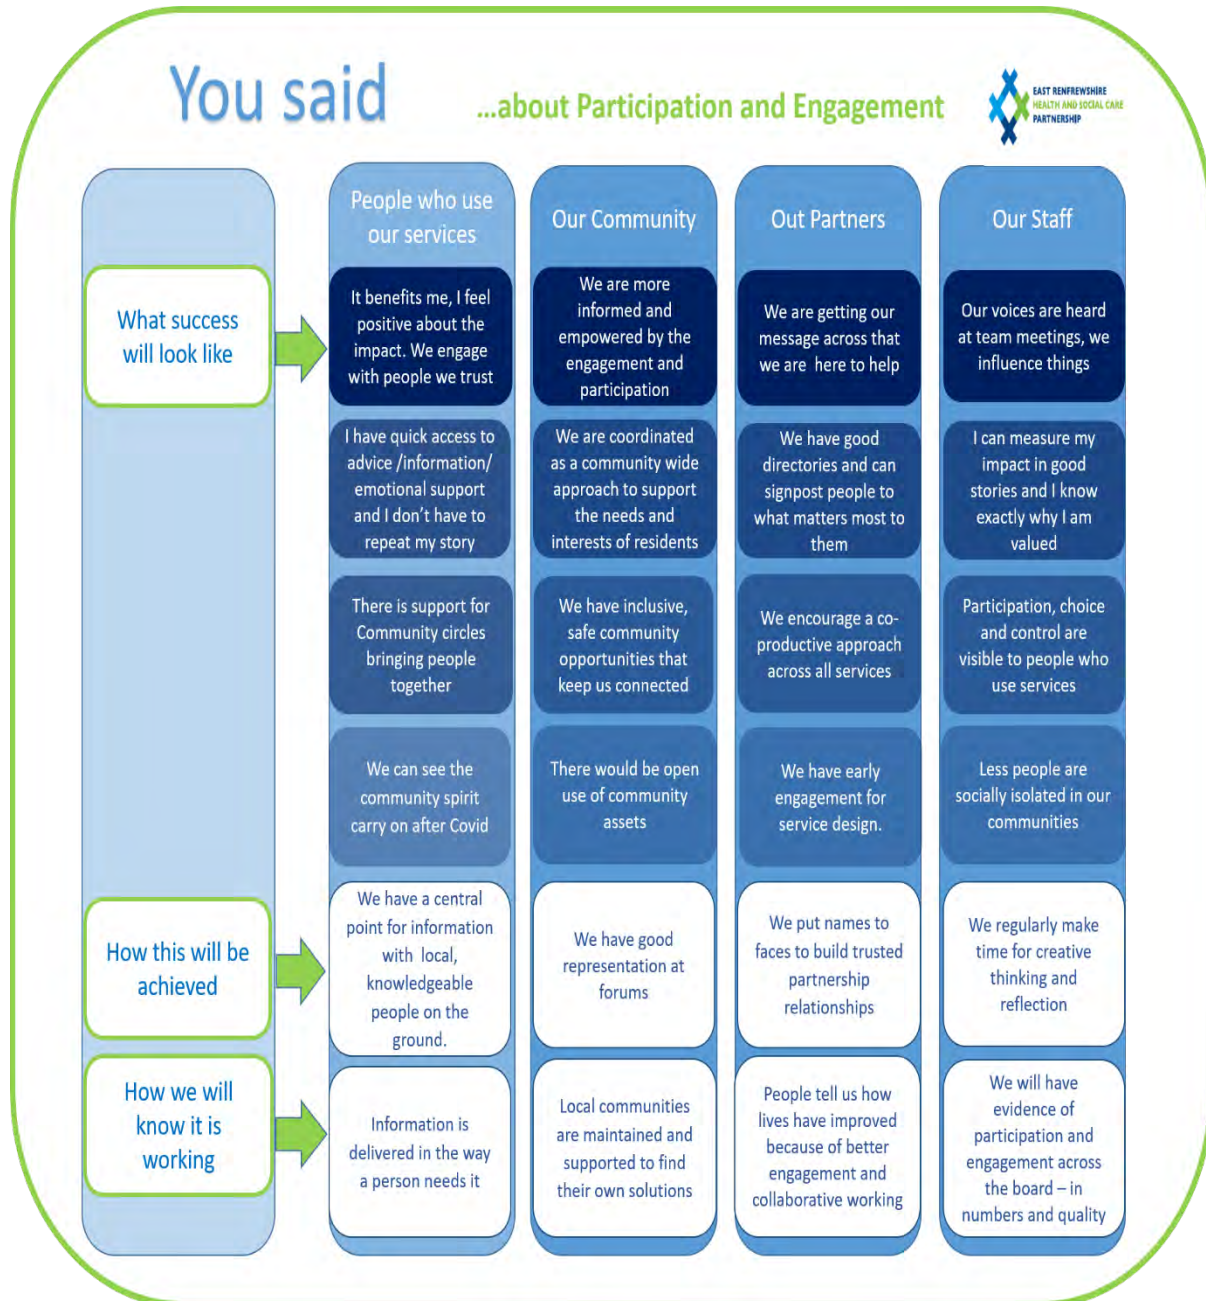 You said
...about Participation and Engagement
EAST RENFREWSHIRE
HEALTH AND SOCIAL CARE
PARTNERSHIP
People who use
our services
Our Community
Out Partners
Our Staff
What success
will look like
It benefits me, I feel
positive about the
impact. We engage
with people we trust
We are more
informed and
empowered by the
engagement and
participation
We are getting our
message across that
we are here to help
Our voices are heard
at team meetings, we
influence things
I have quick access to
advice /information/
emotional support
and I don't have to
repeat my story
We are coordinated
as a community wide
approach to support
the needs and
interests of residents
We have good
directories and can
signpost people to
what matters most to
them
I can measure my
impact in good
stories and I know
exactly why I am
valued
There is support for
Community circles
bringing people
together
We have inclusive,
safe community
opportunities that
keep us connected
We encourage a co-
productive approach
across all services
Participation, choice
and control are
visible to people who
use services
We can see the
community spirit
carry on after Covid
There would be open
use of community
assets
We have early
engagement for
service design.
Less people are
socially isolated in our
communities
How this will be
achieved
We have a central
point for information
with local,
knowledgeable
people on the
ground.
We have good
representation at
forums
We put names to
faces to build trusted
partnership
relationships
We regularly make
time for creative
thinking and
reflection
How we will
know it is
working
Information is
delivered in the way
a person needs it
Local communities
are maintained and
supported to find
their own solutions
People tell us how
lives have improved
because of better
engagement and
collaborative working
We will have
evidence of
participation and
engagement across
the board – in
numbers and quality